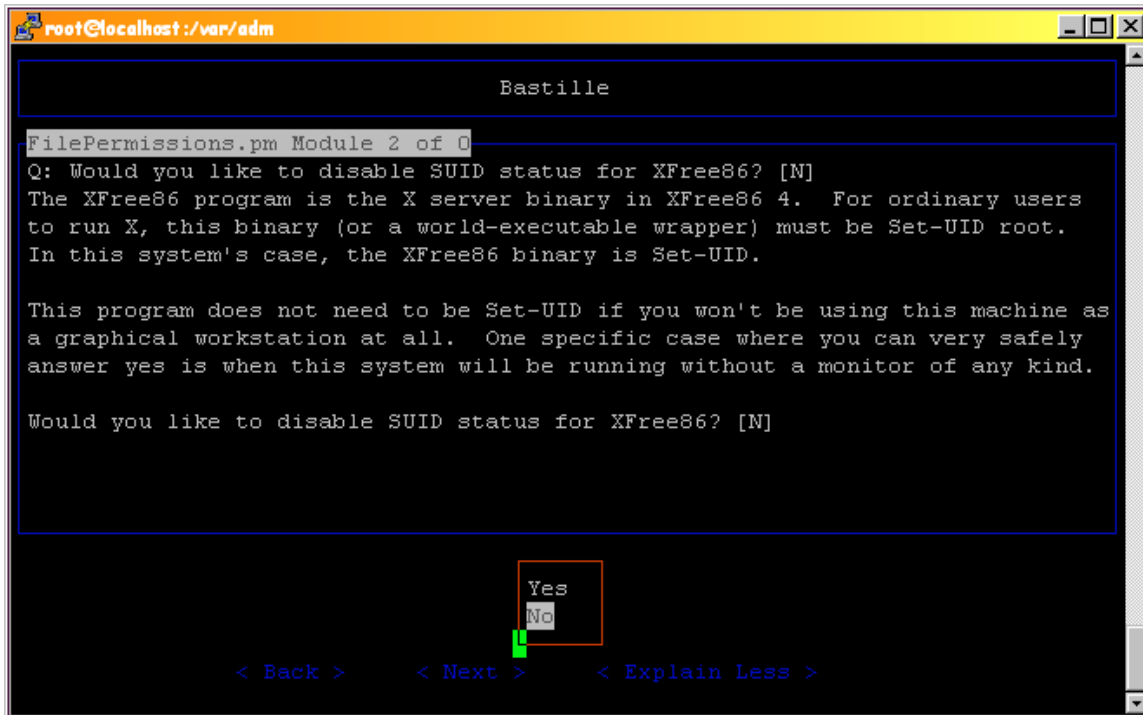 root@localhost:/var/adm
Bastille
FilePermissions.pm Module 2 of 0
Q: Would you like to disable SUID status for XFree86? [N]
The XFree86 program is the X server binary in XFree86 4.  For ordinary users
to run X, this binary (or a world-executable wrapper) must be Set-UID root.
In this system's case, the XFree86 binary is Set-UID.
This program does not need to be Set-UID if you won't be using this machine as
a graphical workstation at all.  One specific case where you can very safely
answer yes is when this system will be running without a monitor of any kind.
Would you like to disable SUID status for XFree86? [N]
Yes
No
< Back > < Next > < Explain Less >